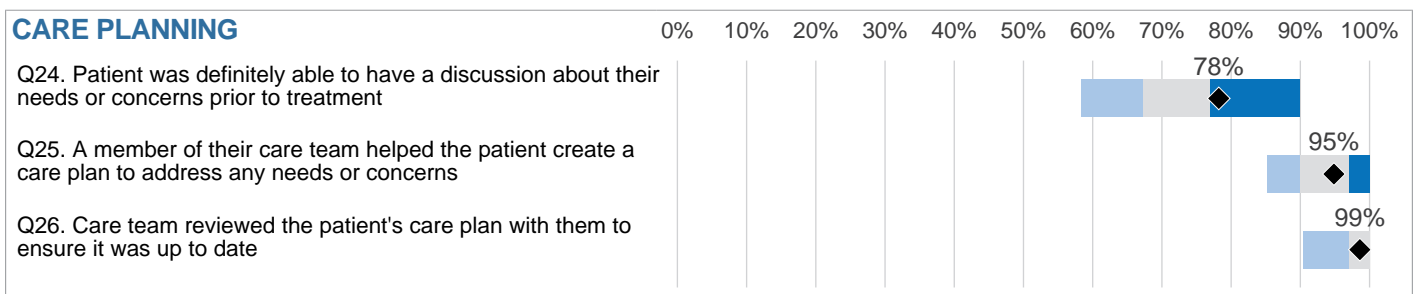 CARE PLANNING
0% 10% 20% 30% 40% 50% 60% 70% 80% 90% 100%
Q24. Patient was definitely able to have a discussion about their
needs or concerns prior to treatment
78%
Q25. A member of their care team helped the patient create a
care plan to address any needs or concerns
95%
Q26. Care team reviewed the patient's care plan with them to
ensure it was up to date
99%